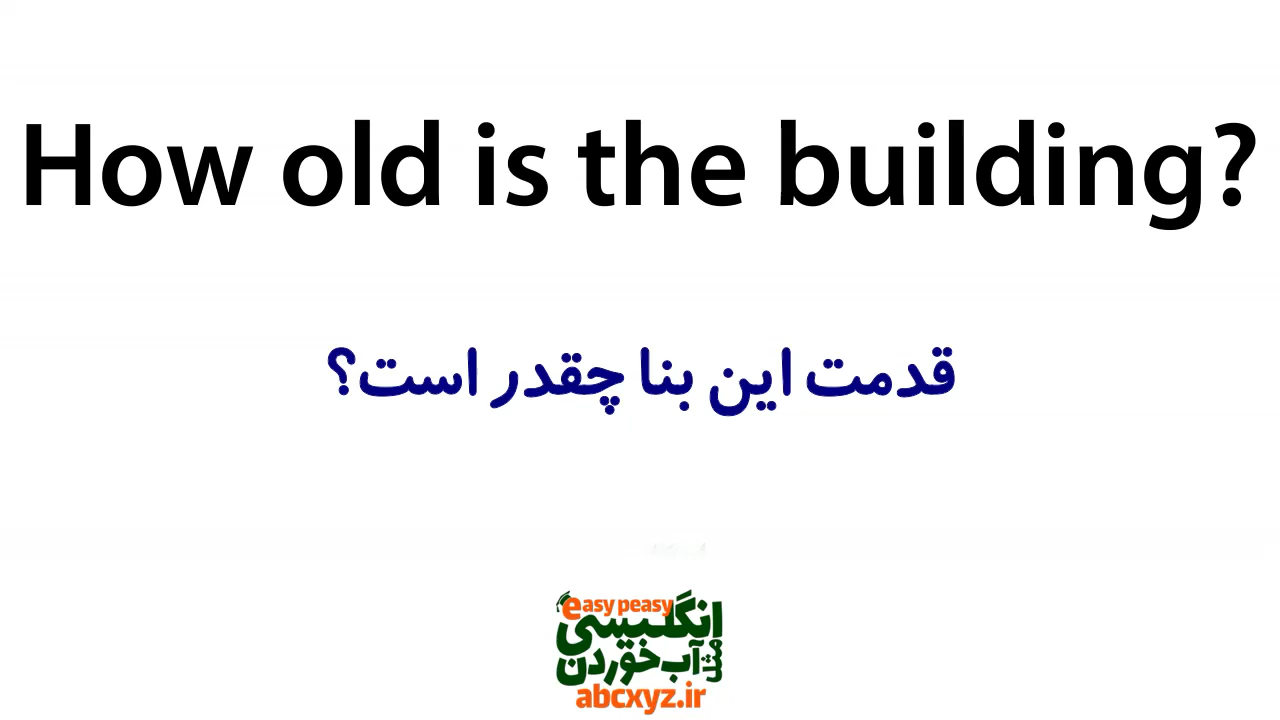 How old is the building?
قدمت این بنا چقدر است؟
easy peasy
انگلیسی
مثل آب خوردن
abcxyz.ir